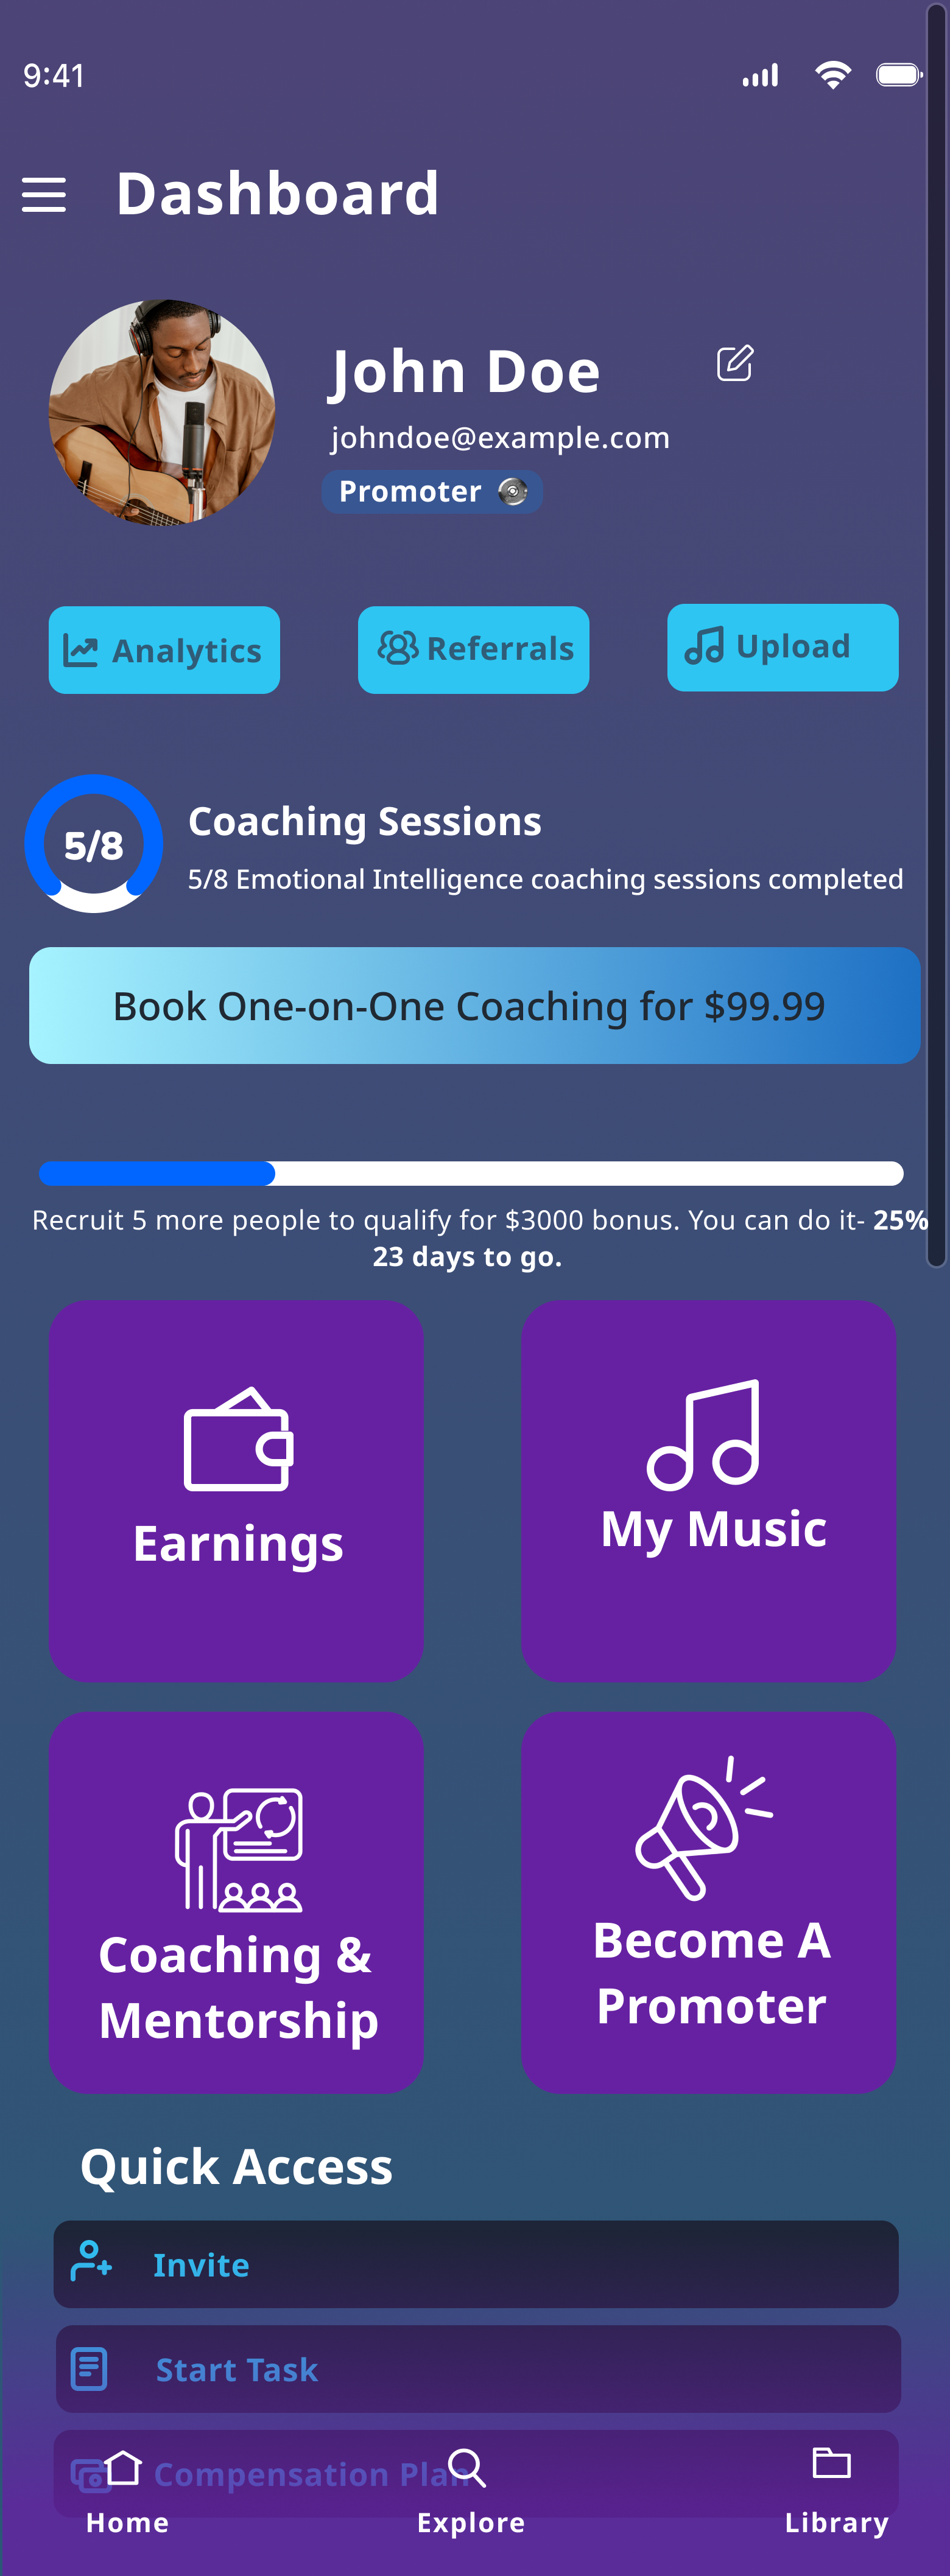 9:41
Dashboard
John Doe
johndoe@example.com
Promoter
Analytics
Referrals
Upload
5/8
Coaching Sessions
5/8 Emotional Intelligence coaching sessions completed
Book One-on-One Coaching for $99.99
Recruit 5 more people to qualify for $3000 bonus. You can do it- 25%
23 days to go.
Earnings
My Music
Coaching &
Mentorship
Become A
Promoter
Quick Access
Invite
Start Task
Compensation Plan
Home
Explore
Library